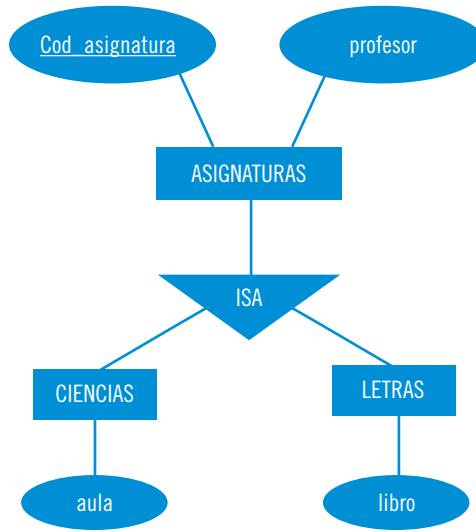 Cod_asignatura
profesor
ASIGNATURAS
ISA
CIENCIAS
LETRAS
aula
libro